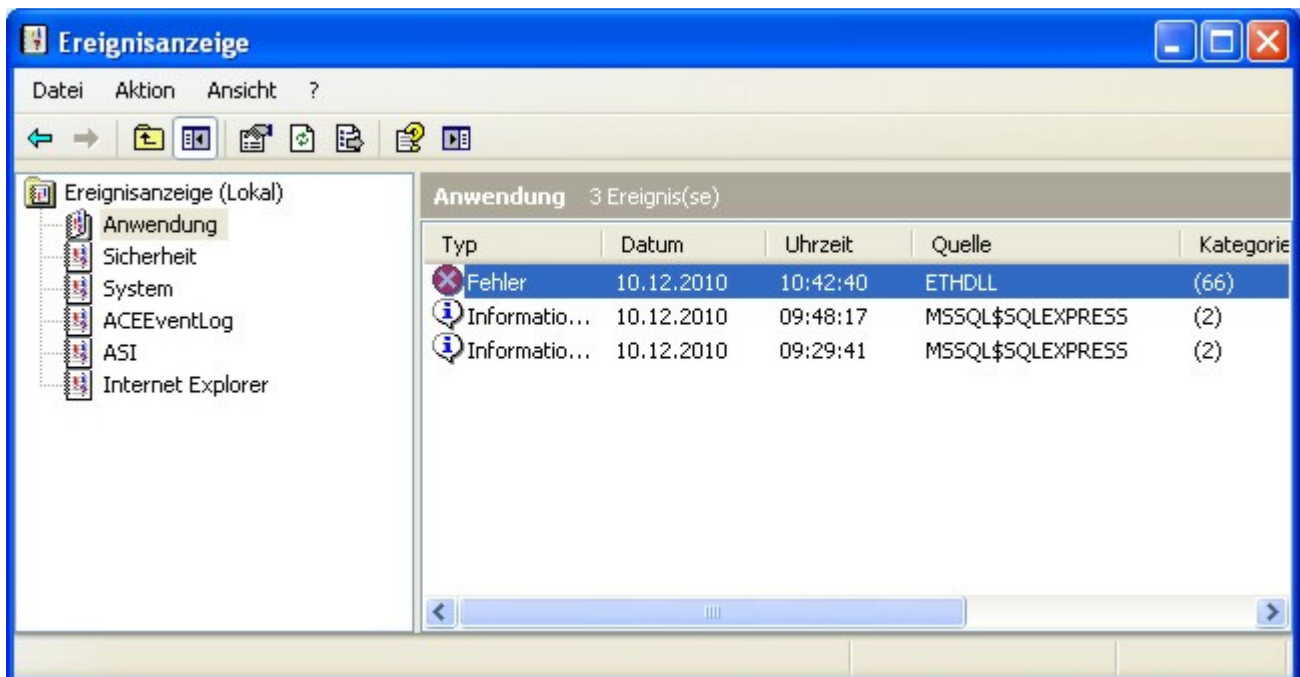 Ereignisanzeige
Datei Aktion Ansicht ?
Ereignisanzeige (Lokal)
Anwendung
Sicherheit
System
ACEEventLog
ASI
Internet Explorer
Anwendung 3 Ereignis(se)
Typ Datum Uhrzeit Quelle Kategorie
Fehler 10.12.2010 10:42:40 ETHDLL (66)
Informatio... 10.12.2010 09:48:17 MSSQL$SQLEXPRESS (2)
Informatio... 10.12.2010 09:29:41 MSSQL$SQLEXPRESS (2)